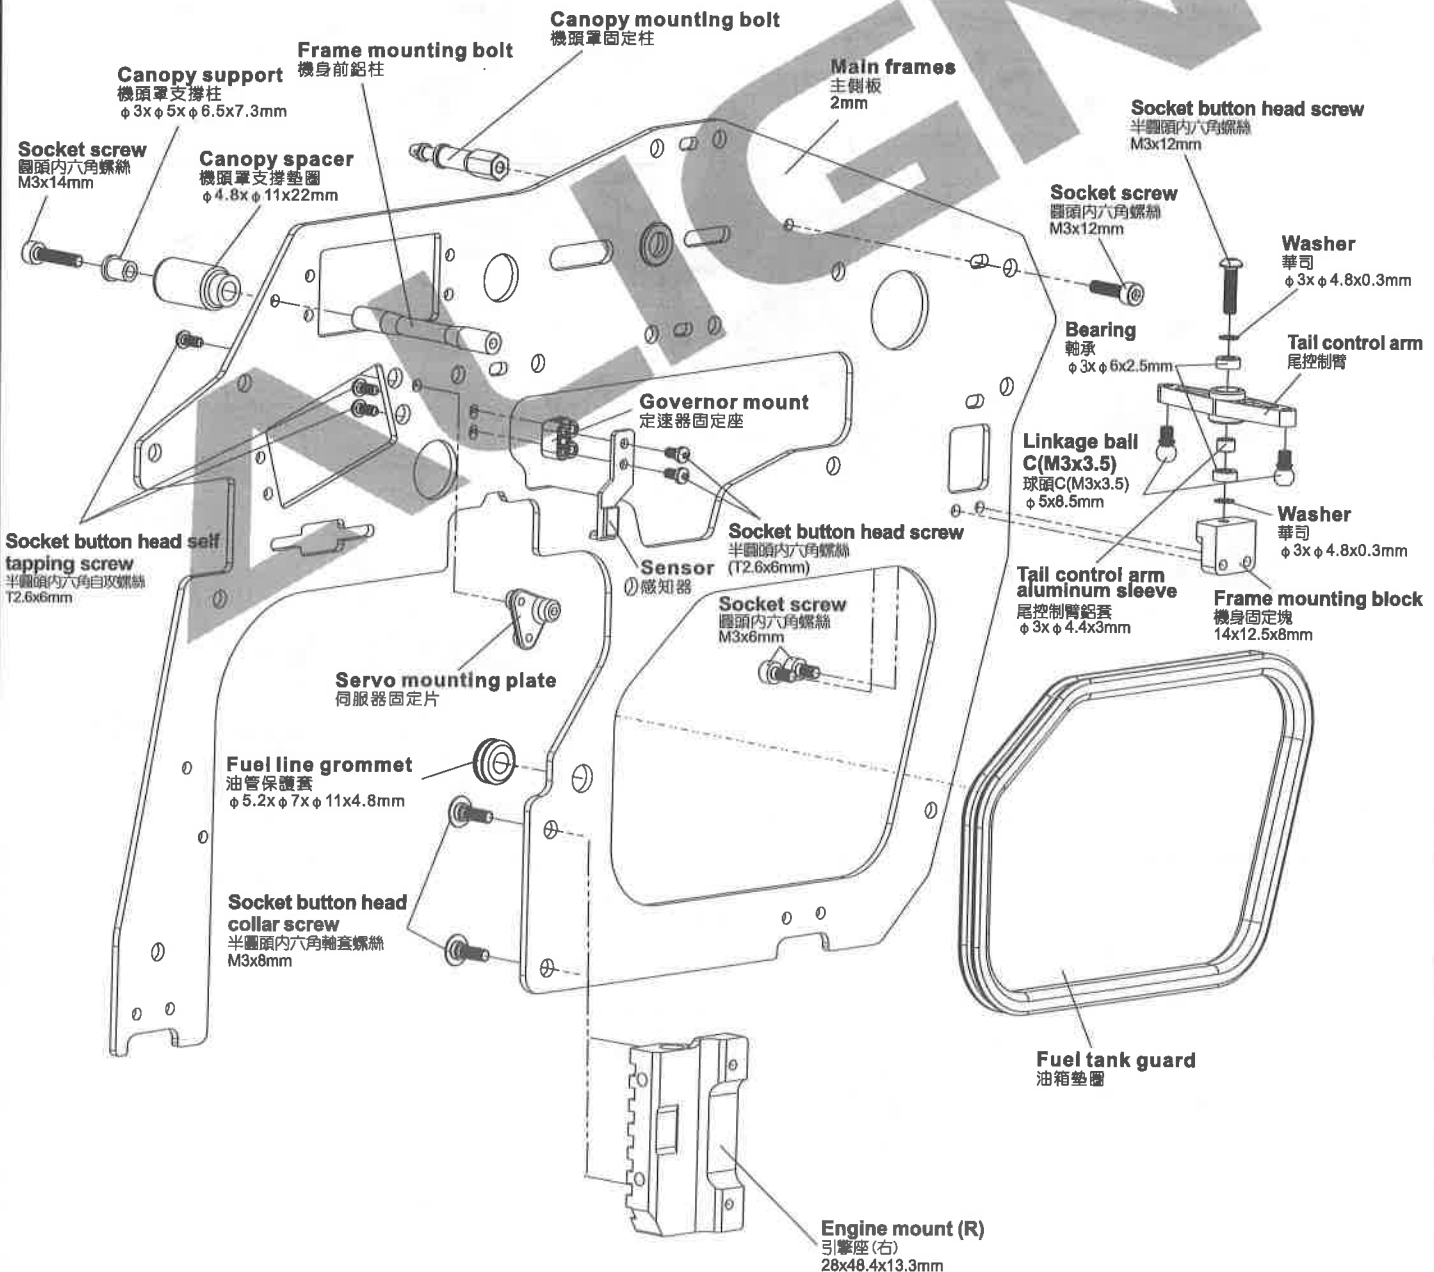 Canopy mounting bolt
機頭罩固定柱
Frame mounting bolt
機身前鋁柱
Canopy support
機頭罩支撐柱
φ3xφ5xφ6.5x7.3mm
Socket screw
圓頭内六角螺絲
M3x14mm
Canopy spacer
機頭罩支撐墊圈
φ4.8xφ11x22mm
Main frames
主側板
2mm
Socket button head screw
半圓頭内六角螺絲
M3x12mm
Socket screw
圓頭内六角螺絲
M3x12mm
Washer
華司
φ3xφ4.8x0.3mm
Bearing
軸承
φ3xφ6x2.5mm
Tail control arm
尾控制臂
Governor mount
定速器固定座
Linkage ball
C(M3x3.5)
球頭C(M3x3.5)
φ5x8.5mm
Washer
華司
φ3xφ4.8x0.3mm
Socket button head self
tapping screw
半圓頭内六角自攻螺絲
T2.6x6mm
Socket button head screw
半圓頭内六角螺絲
(T2.6x6mm)
Sensor
感知器
Tail control arm
aluminum sleeve
尾控制臂鋁套
φ3xφ4.4x3mm
Frame mounting block
機身固定塊
14x12.5x8mm
Socket screw
圓頭内六角螺絲
M3x6mm
Servo mounting plate
伺服器固定片
Fuel line grommet
油管保護套
φ5.2xφ7xφ11x4.8mm
Socket button head
collar screw
半圓頭内六角軸套螺絲
M3x8mm
Fuel tank guard
油箱墊圈
Engine mount (R)
引擎座(右)
28x48.4x13.3mm
ALIGN